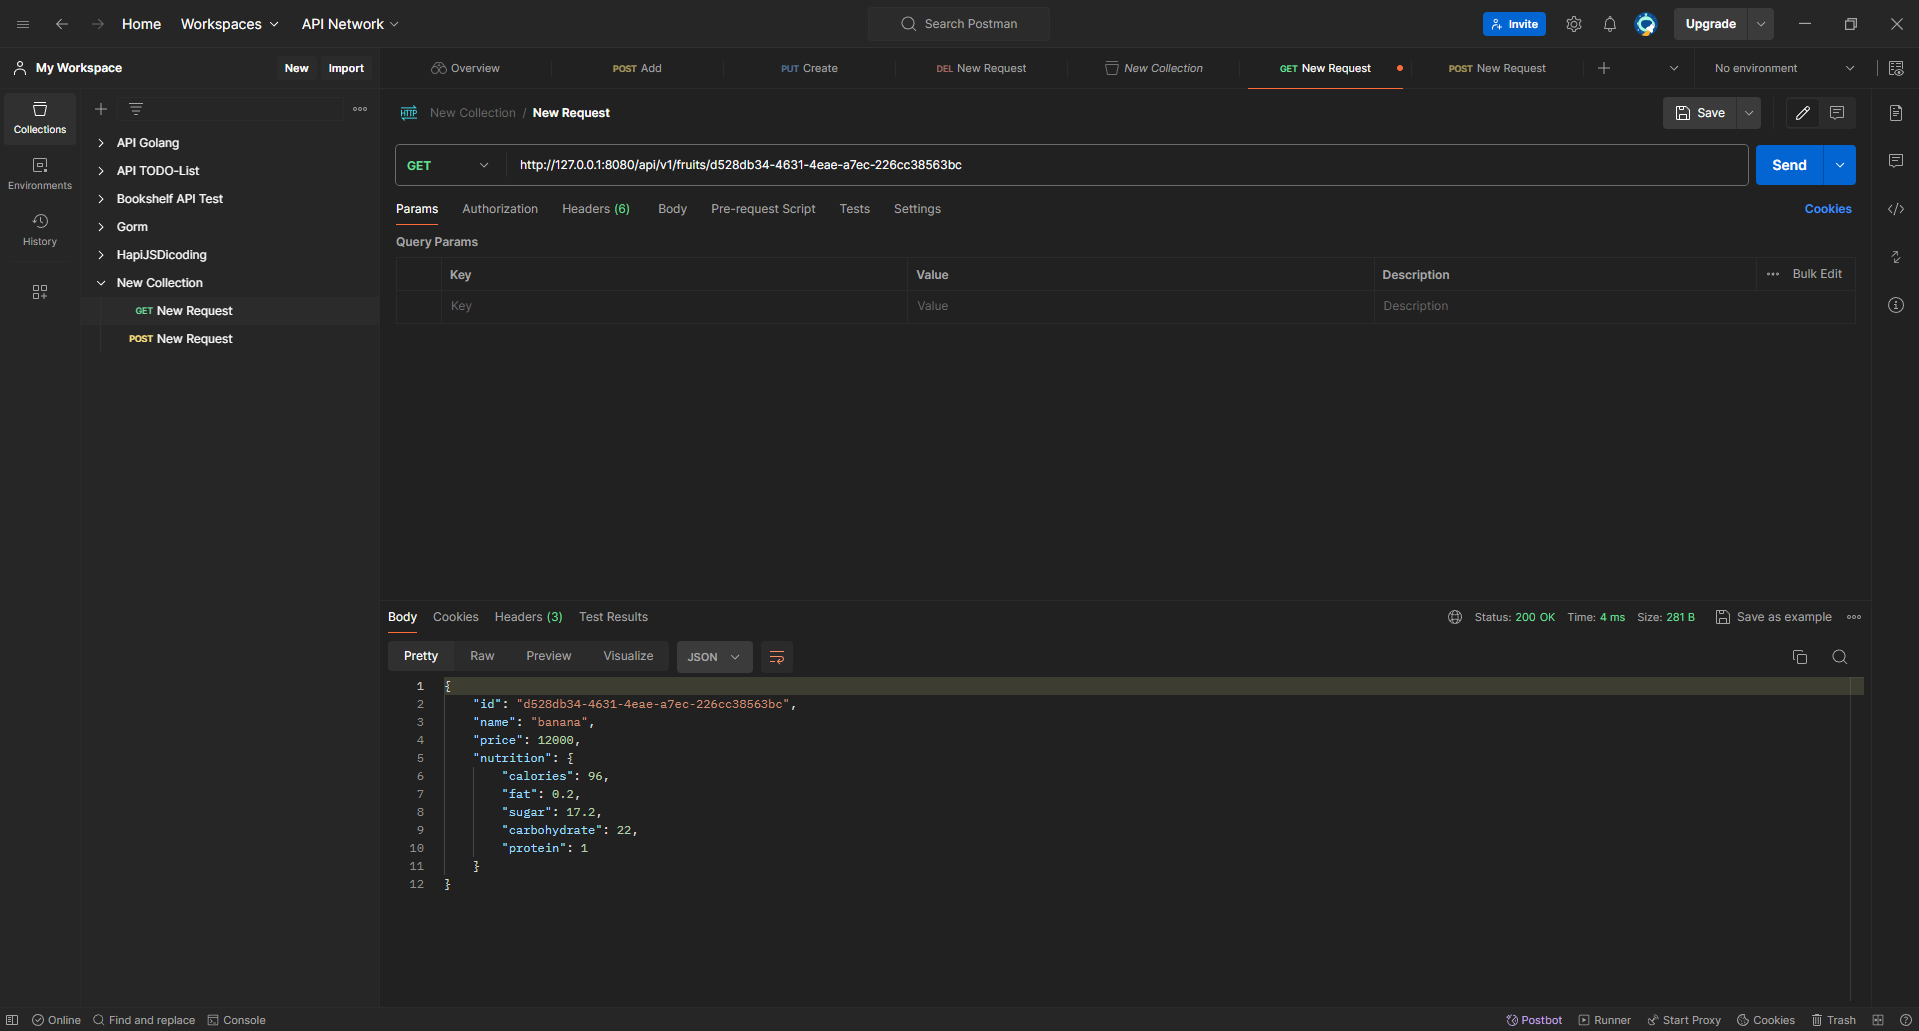 Home Workspaces API Network Search Postman Invite Upgrade
My Workspace New Import Overview POST Add PUT Create DEL New Request New Collection GET New Request POST New Request No environment
Collections
Environments
History
API Golang
API TODO-List
Bookshelf API Test
Gorm
HapiJSDicoding
New Collection
GET New Request
POST New Request
HTTP New Collection / New Request Save
GET http://127.0.0.1:8080/api/v1/fruits/d528db34-4631-4eae-a7ec-226cc38563bc Send
Params Authorization Headers (6) Body Pre-request Script Tests Settings Cookies
Query Params
Key Value Description Bulk Edit
Key Value Description
Body Cookies Headers (3) Test Results Status: 200 OK Time: 4 ms Size: 281 B Save as example
Pretty Raw Preview Visualize JSON
1 {
2 "id": "d528db34-4631-4eae-a7ec-226cc38563bc",
3 "name": "banana",
4 "price": 12000,
5 "nutrition": {
6 "calories": 96,
7 "fat": 0.2,
8 "sugar": 17.2,
9 "carbohydrate": 22,
10 "protein": 1
11 }
12 }
Online Find and replace Console Postbot Runner Start Proxy Cookies Trash